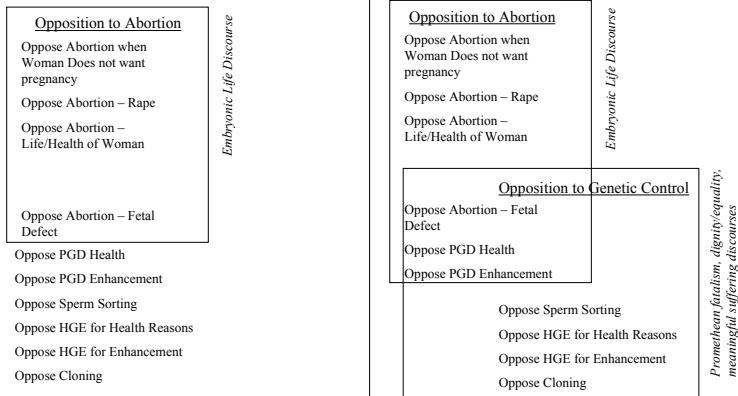 Opposition to Abortion
Oppose Abortion when
Woman Does not want
pregnancy
Oppose Abortion – Rape
Oppose Abortion –
Life/Health of Woman
Oppose Abortion – Fetal
Defect
Oppose PGD Health
Oppose PGD Enhancement
Oppose Sperm Sorting
Oppose HGE for Health Reasons
Oppose HGE for Enhancement
Oppose Cloning
Embryonic Life Discourse
Opposition to Abortion
Oppose Abortion when
Woman Does not want
pregnancy
Oppose Abortion – Rape
Oppose Abortion –
Life/Health of Woman
Embryonic Life Discourse
Opposition to Genetic Control
Oppose Abortion – Fetal
Defect
Oppose PGD Health
Oppose PGD Enhancement
Oppose Sperm Sorting
Oppose HGE for Health Reasons
Oppose HGE for Enhancement
Oppose Cloning
Promethean fatalism, dignity/equality,
meaningful suffering discourses